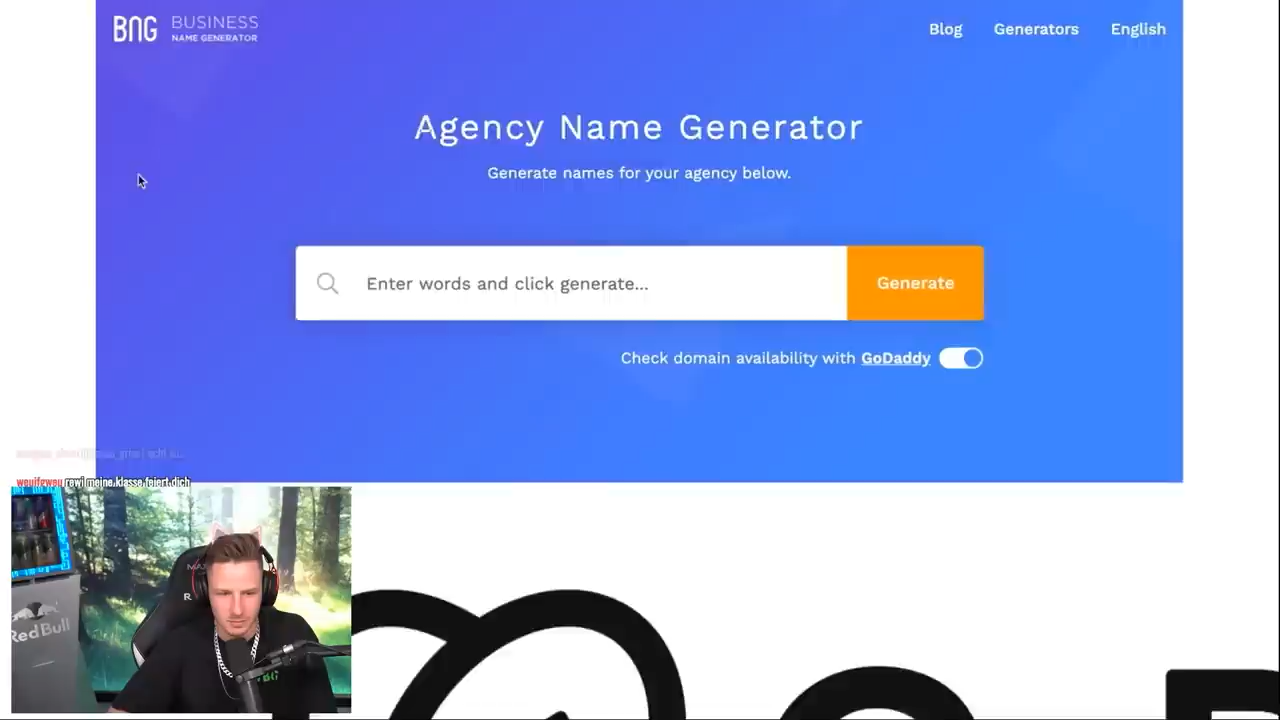 BNG BUSINESS
NAME GENERATOR
Blog Generators English
Agency Name Generator
Generate names for your agency below.
Enter words and click generate...
Generate
Check domain availability with GoDaddy
weuifgweu rewi meine klasse feiert dich
R
Red Bull